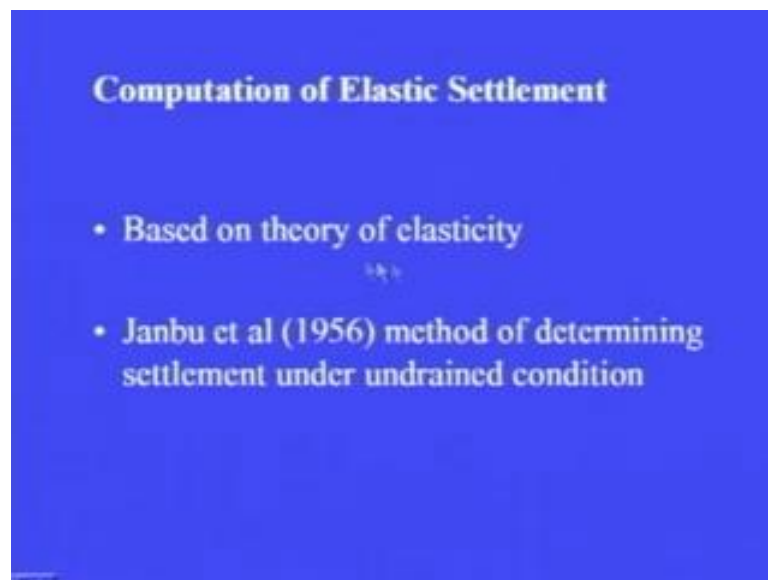 Computation of Elastic Settlement
• Based on theory of elasticity
• Janbu et al (1956) method of determining
settlement under undrained condition